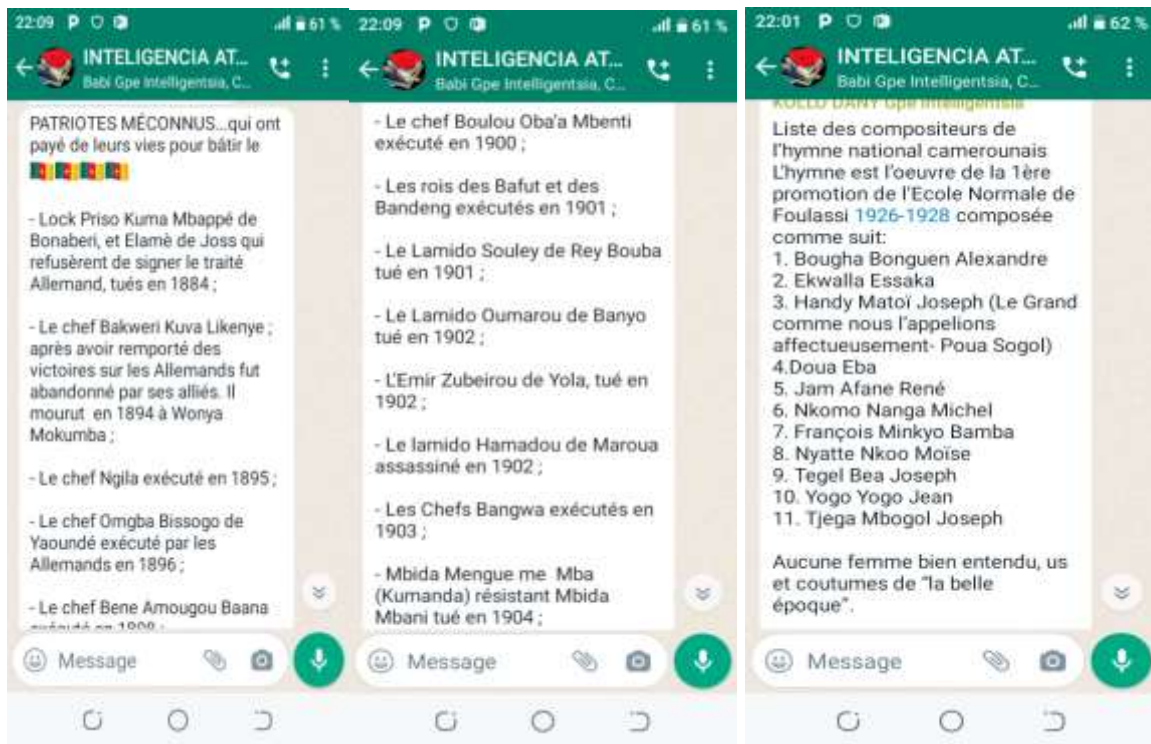 22:09 P 61 %
INTELIGENCIA AT...
Babi Gpe Intelligentsia, C...
PATRIOTES MÉCONNUS...qui ont
payé de leurs vies pour bâtir le
- Lock Priso Kuma Mbappé de
Bonaberi, et Elamè de Joss qui
refusèrent de signer le traité
Allemand, tués en 1884 ;
- Le chef Bakweri Kuva Likenye ;
après avoir remporté des
victoires sur les Allemands fut
abandonné par ses alliés. Il
mourut en 1894 à Wonya
Mokumba ;
- Le chef Ngila exécuté en 1895 ;
- Le chef Omgba Bissogo de
Yaoundé exécuté par les
Allemands en 1896 ;
- Le chef Bene Amougou Baana
exécuté en 1898 ;
Message
22:09 P 61 %
INTELIGENCIA AT...
Babi Gpe Intelligentsia, C...
- Le chef Boulou Oba'a Mbenti
exécuté en 1900 ;
- Les rois des Bafut et des
Bandeng exécutés en 1901 ;
- Le Lamido Souley de Rey Bouba
tué en 1901 ;
- Le Lamido Oumarou de Banyo
tué en 1902 ;
- L'Emir Zubeirou de Yola, tué en
1902 ;
- Le lamido Hamadou de Maroua
assassiné en 1902 ;
- Les Chefs Bangwa exécutés en
1903 ;
- Mbida Mengue me Mba
(Kumanda) résistant Mbida
Mbani tué en 1904 ;
Message
22:01 P 62 %
INTELIGENCIA AT...
Babi Gpe Intelligentsia, C...
KOLLO DANY Gpe Intelligentsia
Liste des compositeurs de
l'hymne national camerounais
L'hymne est l'oeuvre de la 1ère
promotion de l'Ecole Normale de
Foulassi 1926-1928 composée
comme suit:
1. Bougha Bonguen Alexandre
2. Ekwalla Essaka
3. Handy Matoï Joseph (Le Grand
comme nous l'appelions
affectueusement- Poua Sogol)
4.Doua Eba
5. Jam Afane René
6. Nkomo Nanga Michel
7. François Minkyo Bamba
8. Nyatte Nkoo Moïse
9. Tegel Bea Joseph
10. Yogo Yogo Jean
11. Tjega Mbogol Joseph
Aucune femme bien entendu, us
et coutumes de "la belle
époque".
Message